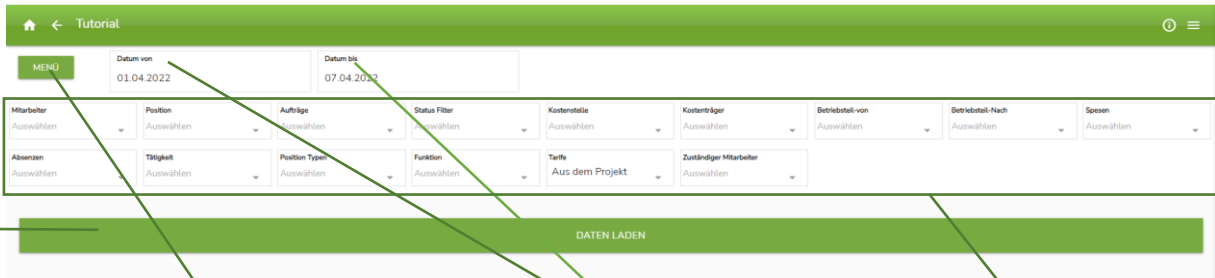 Tutorial
MENÜ
Datum von
01.04.2022
Datum bis
07.04.2022
Mitarbeiter Position Aufträge Status Filter Kostenstelle Kostenträger Betriebsteil-von Betriebsteil-Nach Spesen
Auswählen Auswählen Auswählen Auswählen Auswählen Auswählen Auswählen Auswählen Auswählen
Absenzen Tätigkeit Position Typen Funktion Tarife Zuständiger Mitarbeiter
Auswählen Auswählen Auswählen Auswählen Aus dem Projekt Auswählen
DATEN LADEN